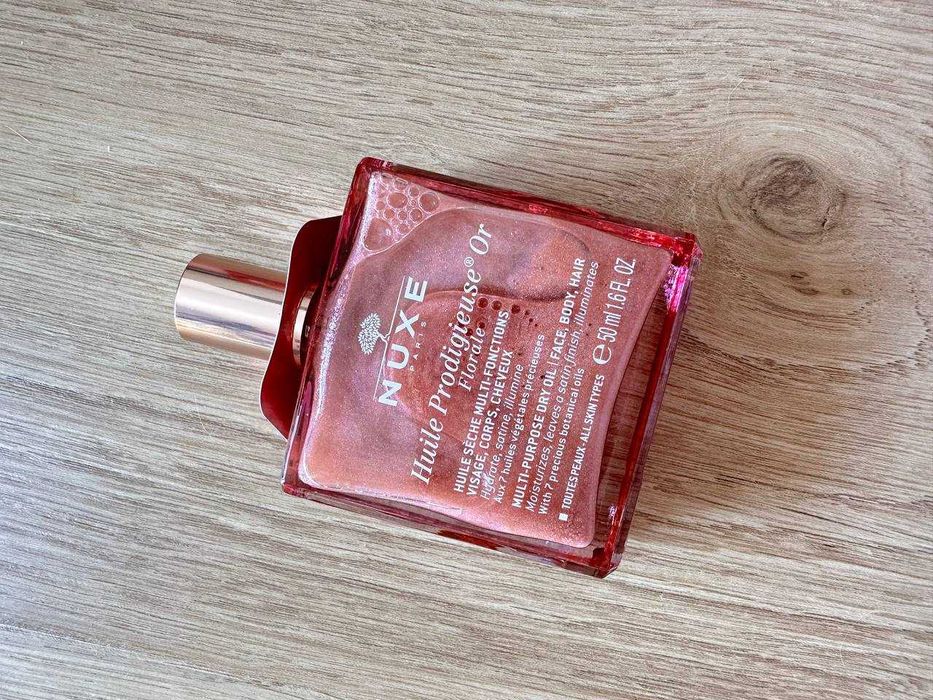 NUXE
PARIS
Huile Prodigieuse® Or
Florale
HUILE SÈCHE MULTI-FONCTIONS
VISAGE, CORPS, CHEVEUX
Hydrate, satine, illumine
Aux 7 huiles végétales précieuses
MULTI-PURPOSE DRY OIL | FACE, BODY, HAIR
Moisturizes, leaves a satin finish, illuminates
With 7 precious botanical oils
TOUTES PEAUX - ALL SKIN TYPES
℮ 50 ml 1.6 FL. OZ.